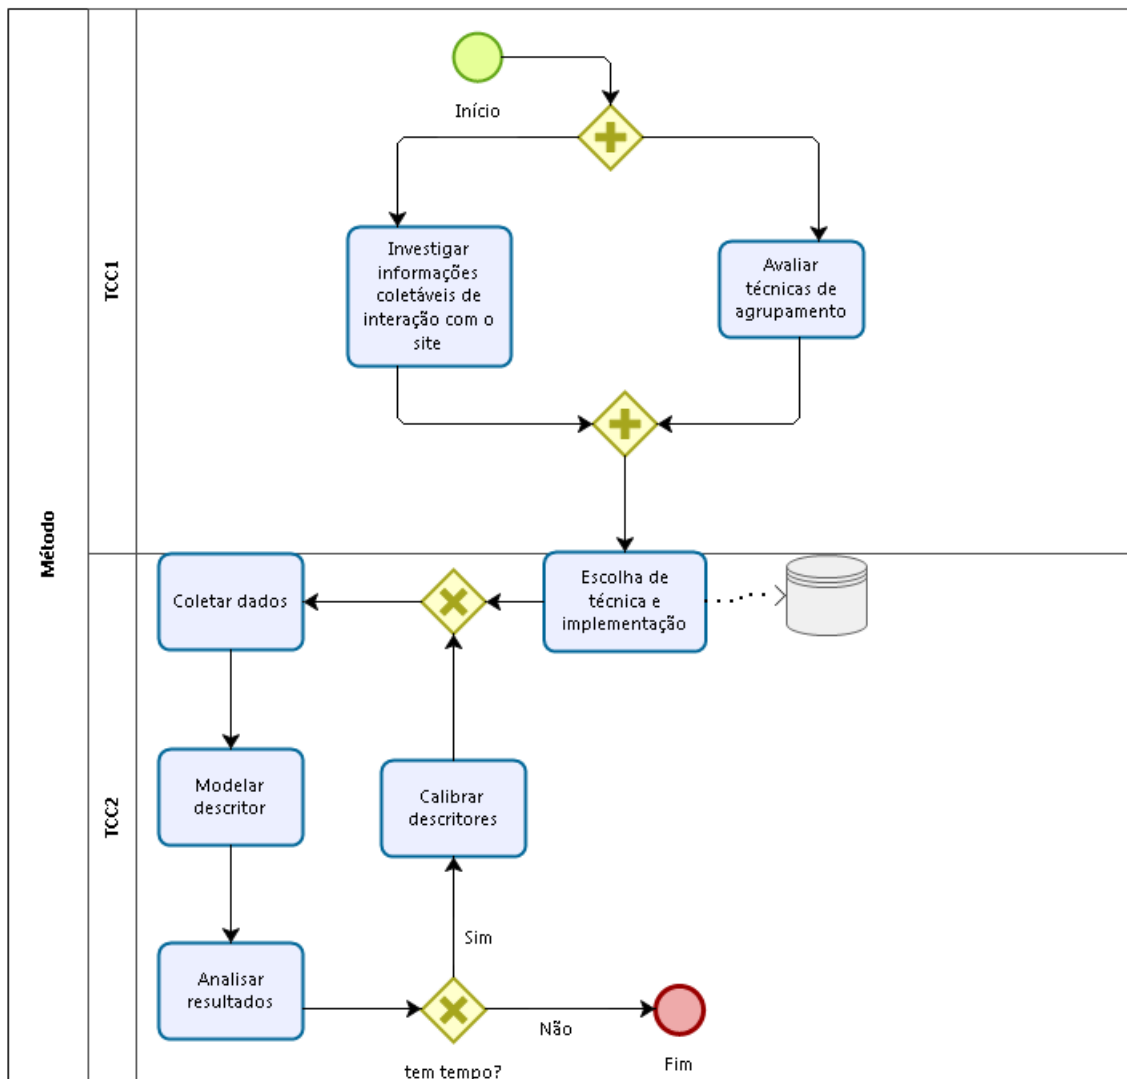 Método
TCC1
Início
Investigar
informações
coletáveis de
interação com o
site
Avaliar
técnicas de
agrupamento
TCC2
Escolha de
técnica e
implementação
Coletar dados
Modelar
descritor
Calibrar
descritores
Sim
Analisar
resultados
Não
tem tempo?
Fim